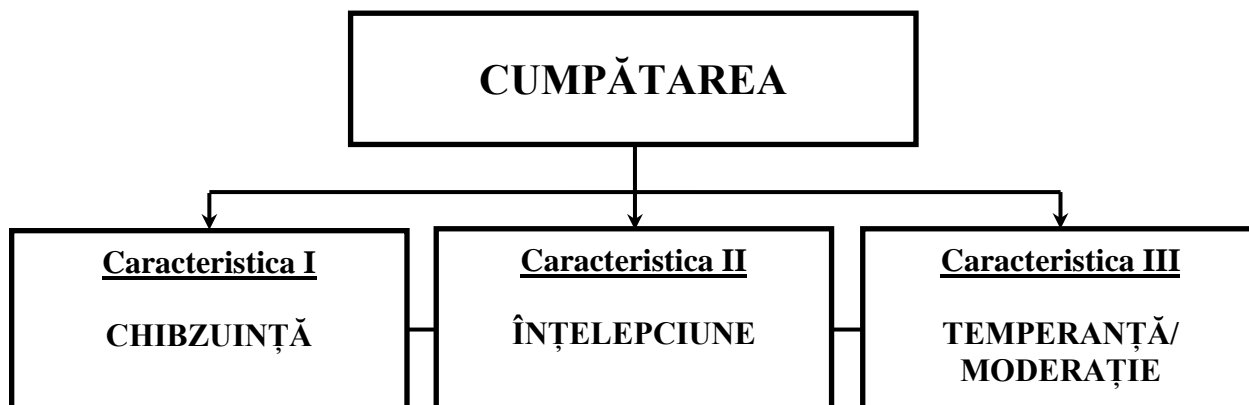 CUMPĂTAREA
Caracteristica I
CHIBZUINȚĂ
Caracteristica II
ÎNȚELEPCIUNE
Caracteristica III
TEMPERANȚĂ/
MODERAȚIE